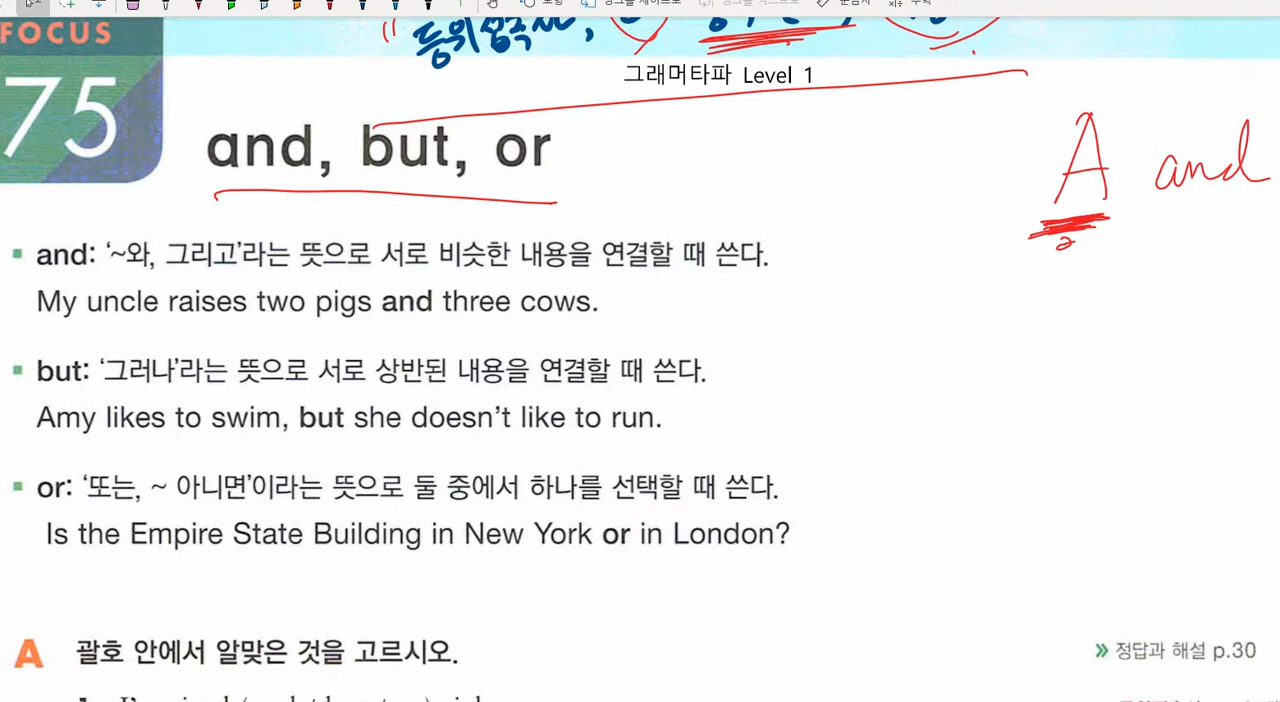 등위접속사,
FOCUS
그래머타파 Level 1
75
and, but, or
A and
2
▪ and: ‘~와, 그리고’라는 뜻으로 서로 비슷한 내용을 연결할 때 쓴다.
My uncle raises two pigs and three cows.
▪ but: ‘그러나’라는 뜻으로 서로 상반된 내용을 연결할 때 쓴다.
Amy likes to swim, but she doesn’t like to run.
▪ or: ‘또는, ~ 아니면’이라는 뜻으로 둘 중에서 하나를 선택할 때 쓴다.
Is the Empire State Building in New York or in London?
A 괄호 안에서 알맞은 것을 고르시오.
» 정답과 해설 p.30